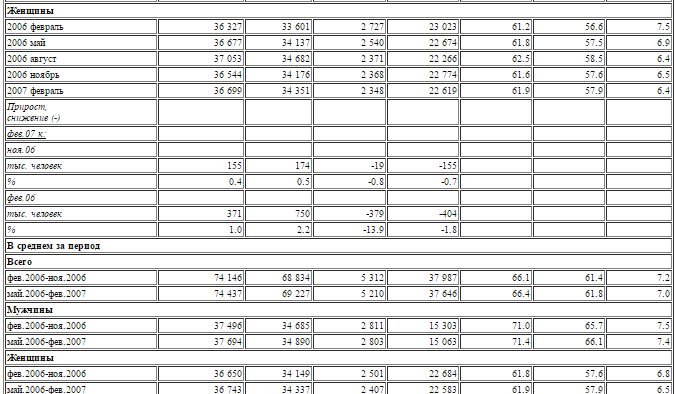 Женщины
2006 февраль 36 327 33 601 2 727 23 023 61.2 56.6 7.5
2006 май 36 677 34 137 2 540 22 674 61.8 57.5 6.9
2006 август 37 053 34 682 2 371 22 266 62.5 58.5 6.4
2006 ноябрь 36 544 34 176 2 368 22 774 61.6 57.6 6.5
2007 февраль 36 699 34 351 2 348 22 619 61.9 57.9 6.4
Прирост,
снижение (-)
фев.07 к:
ноя.06
тыс. человек 155 174 -19 -155
% 0.4 0.5 -0.8 -0.7
фев.06
тыс. человек 371 750 -379 -404
% 1.0 2.2 -13.9 -1.8
В среднем за период
Всего
фев.2006-ноя.2006 74 146 68 834 5 312 37 987 66.1 61.4 7.2
май.2006-фев.2007 74 437 69 227 5 210 37 646 66.4 61.8 7.0
Мужчины
фев.2006-ноя.2006 37 496 34 685 2 811 15 303 71.0 65.7 7.5
май.2006-фев.2007 37 694 34 890 2 803 15 063 71.4 66.1 7.4
Женщины
фев.2006-ноя.2006 36 650 34 149 2 501 22 684 61.8 57.6 6.8
май.2006-фев.2007 36 743 34 337 2 407 22 583 61.9 57.9 6.5